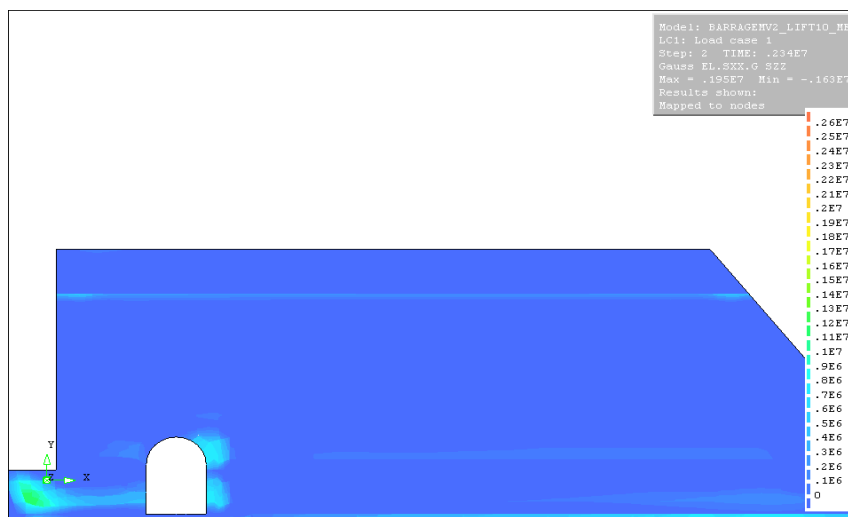 Model: BARRAGEMV2_LIFT10_ME
LC1: Load case 1
Step: 2 TIME: .234E7
Gauss EL.SXX.G SZZ
Max = .195E7 Min = -.163E7
Results shown:
Mapped to nodes
.26E7
.25E7
.24E7
.23E7
.22E7
.21E7
.2E7
.19E7
.18E7
.17E7
.16E7
.15E7
.14E7
.13E7
.12E7
.11E7
.1E7
.9E6
.8E6
.7E6
.6E6
.5E6
.4E6
.3E6
.2E6
.1E6
0
Y
Z X